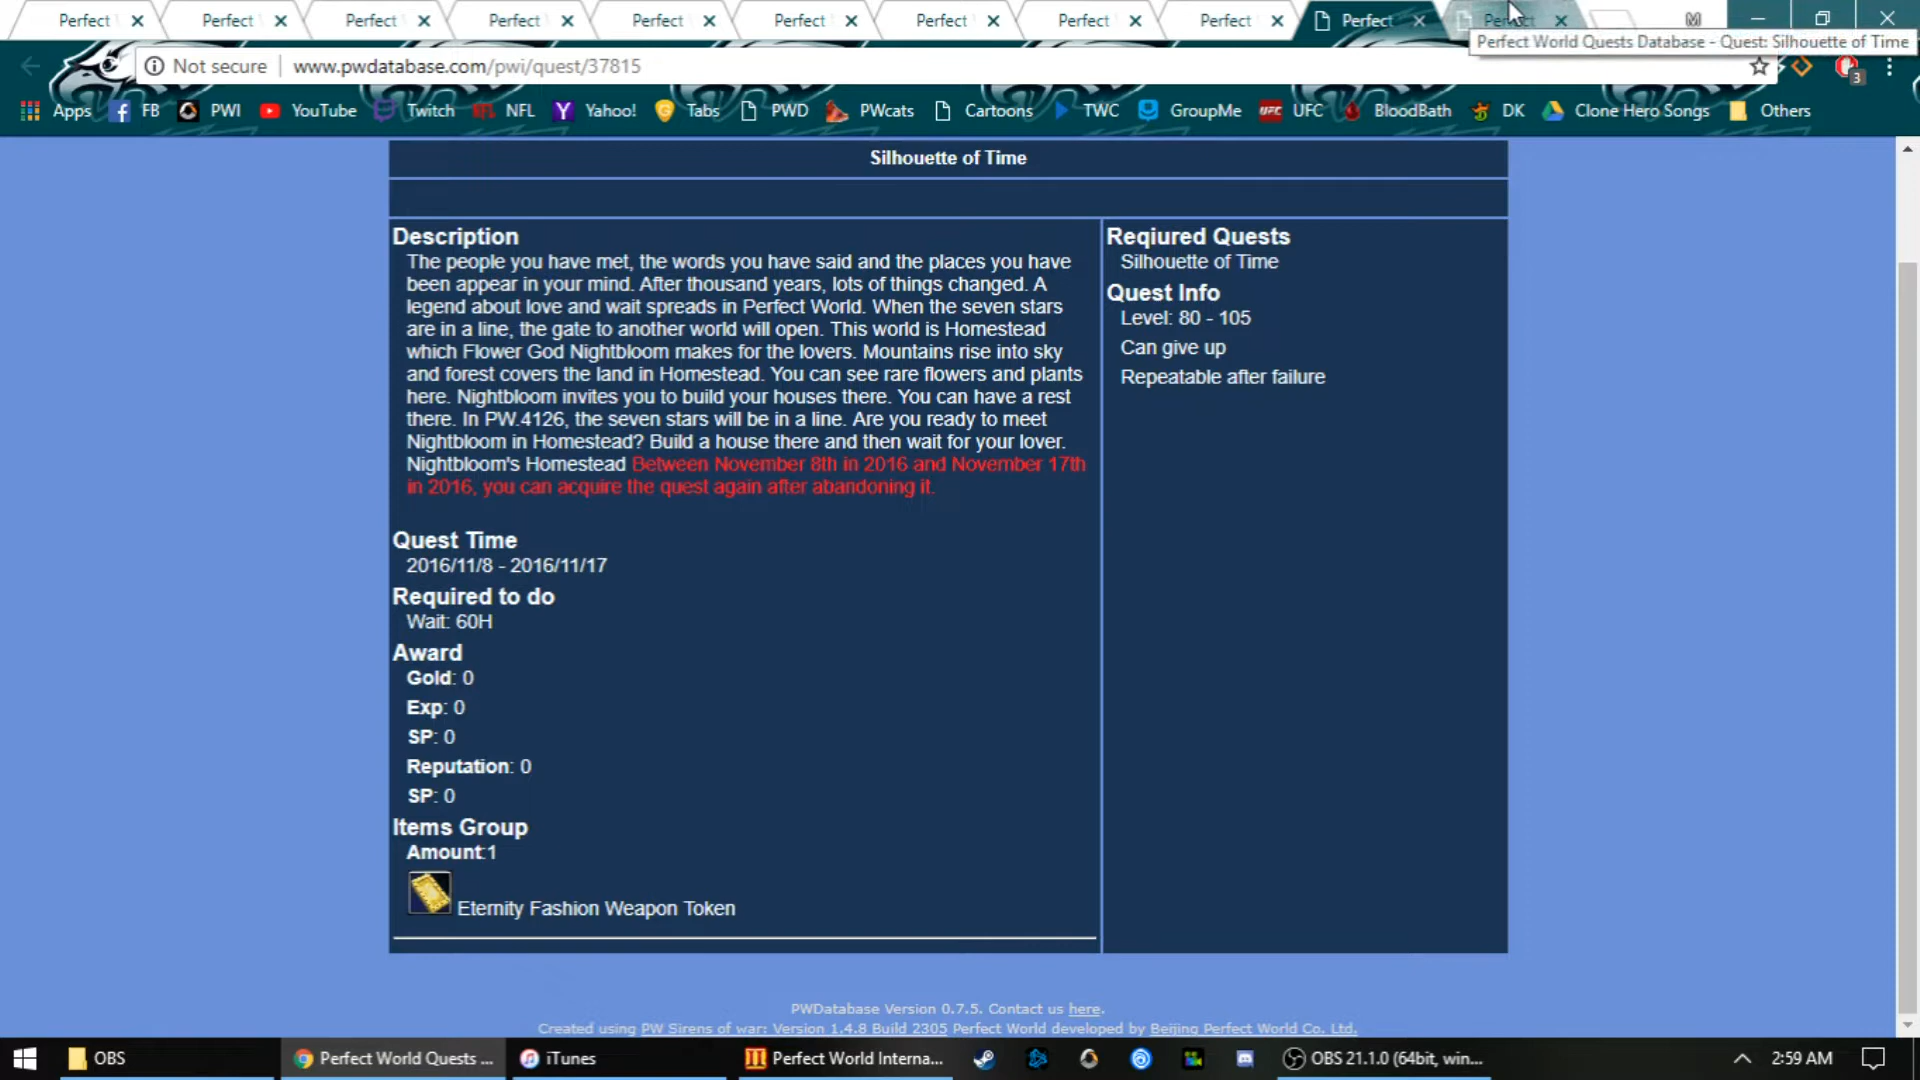 Perfect
Perfect
Perfect
Perfect
Perfect
Perfect
Perfect
Perfect
Perfect
Perfect
Perfect
Perfect World Quests Database - Quest: Silhouette of Time
Not secure www.pwdatabase.com/pwi/quest/37815
3
Apps FB PWI YouTube Twitch NFL Yahoo! Tabs PWD PWcats Cartoons TWC GroupMe UFC BloodBath DK Clone Hero Songs Others
Silhouette of Time
Description
The people you have met, the words you have said and the places you have
been appear in your mind. After thousand years, lots of things changed. A
legend about love and wait spreads in Perfect World. When the seven stars
are in a line, the gate to another world will open. This world is Homestead
which Flower God Nightbloom makes for the lovers. Mountains rise into sky
and forest covers the land in Homestead. You can see rare flowers and plants
here. Nightbloom invites you to build your houses there. You can have a rest
there. In PW.4126, the seven stars will be in a line. Are you ready to meet
Nightbloom in Homestead? Build a house there and then wait for your lover.
Nightbloom's Homestead Between November 8th in 2016 and November 17th
in 2016, you can acquire the quest again after abandoning it.
Quest Time
2016/11/8 - 2016/11/17
Required to do
Wait: 60H
Award
Gold: 0
Exp: 0
SP: 0
Reputation: 0
SP: 0
Items Group
Amount:1
Eternity Fashion Weapon Token
Reqiured Quests
Silhouette of Time
Quest Info
Level: 80 - 105
Can give up
Repeatable after failure
PWDatabase Version 0.7.5. Contact us here.
Created using PW Sirens of war: Version 1.4.8 Build 2305 Perfect World developed by Beijing Perfect World Co. Ltd.
OBS
Perfect World Quests ...
iTunes
Perfect World Interna...
OBS 21.1.0 (64bit, win...
2:59 AM